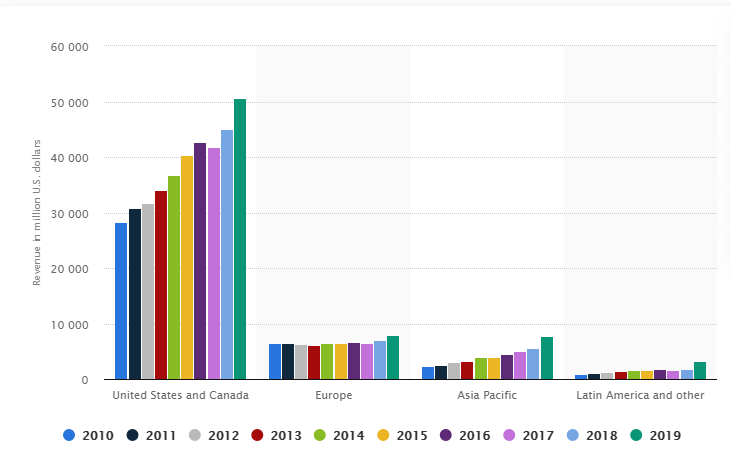 60 000
50 000
40 000
30 000
20 000
10 000
0
Revenue in million U.S. dollars
United States and Canada
Europe
Asia Pacific
Latin America and other
2010 2011 2012 2013 2014 2015 2016 2017 2018 2019